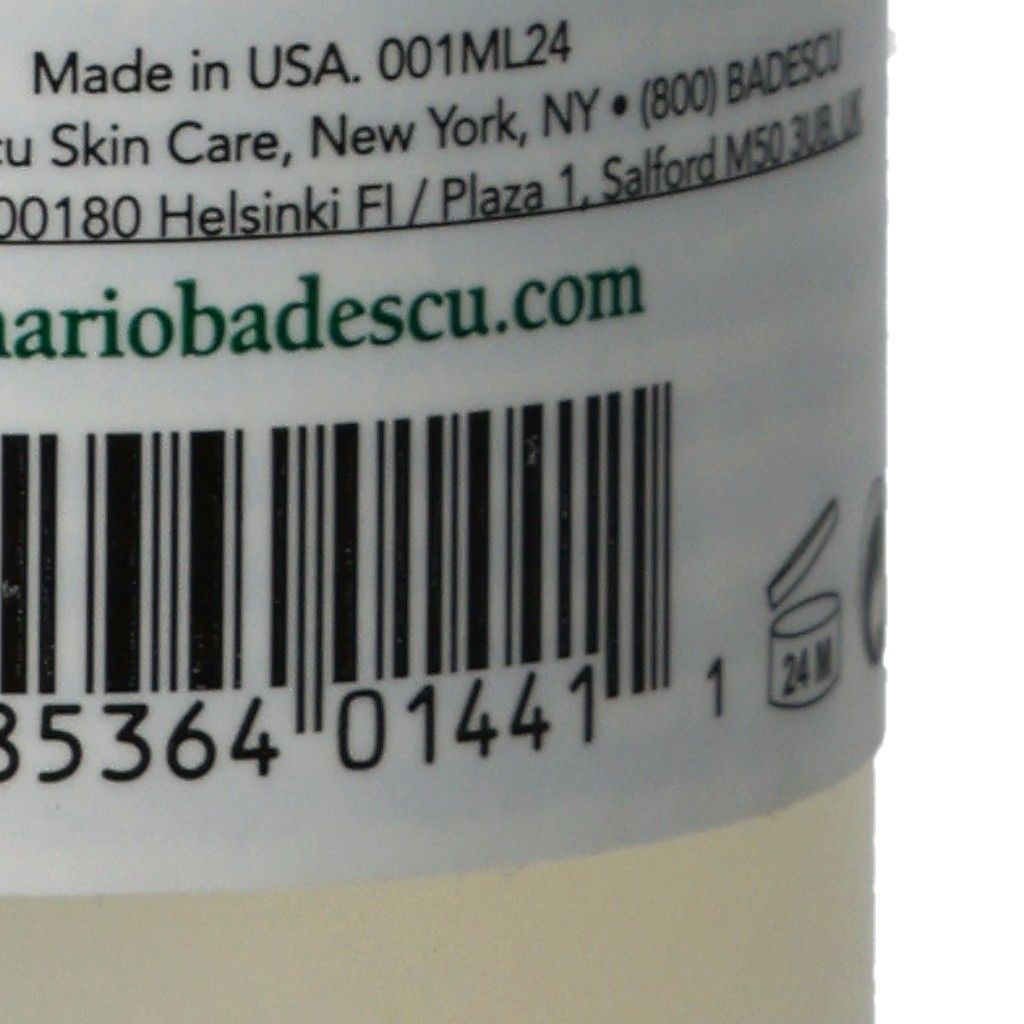 Made in USA. 001ML24
Skin Care, New York, NY • (800) BADESCU
00180 Helsinki FI / Plaza 1, Salford M50 3UB, UK
ariobadescu.com
85364 01441 1
24 M